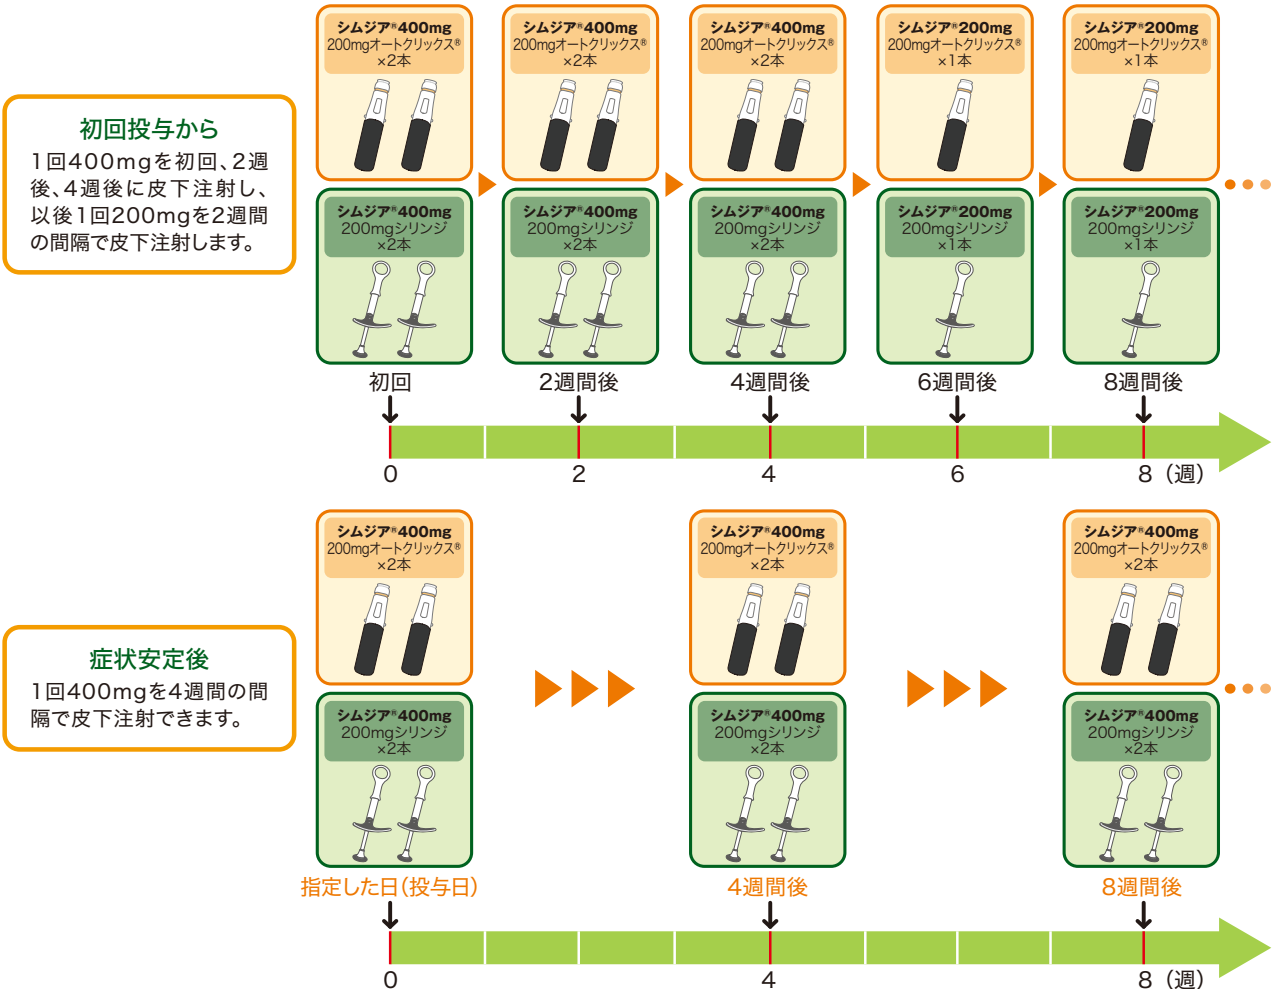 初回投与から
1回400mgを初回、2週
後、4週後に皮下注射し、
以後1回200mgを2週間
の間隔で皮下注射します。
シムジア®400mg
200mgオートクリックス®
×2本
シムジア®400mg
200mgオートクリックス®
×2本
シムジア®400mg
200mgオートクリックス®
×2本
シムジア®200mg
200mgオートクリックス®
×1本
シムジア®200mg
200mgオートクリックス®
×1本
シムジア®400mg
200mgシリンジ
×2本
シムジア®400mg
200mgシリンジ
×2本
シムジア®400mg
200mgシリンジ
×2本
シムジア®200mg
200mgシリンジ
×1本
シムジア®200mg
200mgシリンジ
×1本
初回 2週間後 4週間後 6週間後 8週間後
0 2 4 6 8（週）
症状安定後
1回400mgを4週間の間
隔で皮下注射できます。
シムジア®400mg
200mgオートクリックス®
×2本
シムジア®400mg
200mgオートクリックス®
×2本
シムジア®400mg
200mgオートクリックス®
×2本
シムジア®400mg
200mgシリンジ
×2本
シムジア®400mg
200mgシリンジ
×2本
シムジア®400mg
200mgシリンジ
×2本
指定した日(投与日) 4週間後 8週間後
0 4 8（週）